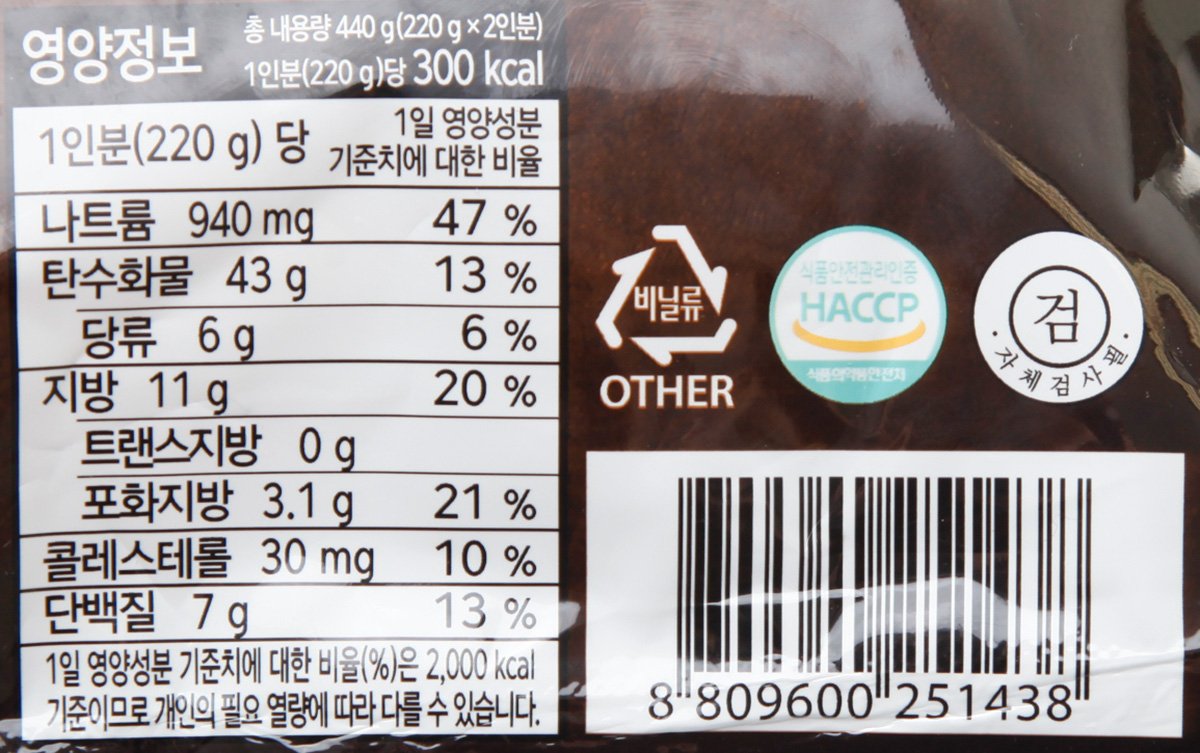 영양정보
총 내용량 440 g(220 g×2인분)
1인분(220 g)당 300 kcal
1인분(220 g) 당
1일 영양성분
기준치에 대한 비율
나트륨 940 mg 47 %
탄수화물 43 g 13 %
당류 6 g 6 %
지방 11 g 20 %
트랜스지방 0 g
포화지방 3.1 g 21 %
콜레스테롤 30 mg 10 %
단백질 7 g 13 %
1일 영양성분 기준치에 대한 비율(%)은 2,000 kcal
기준이므로 개인의 필요 열량에 따라 다를 수 있습니다.
비닐류
OTHER
식품안전관리인증
HACCP
식품의약품안전처
검
·자체검사필·
8 809600 251438